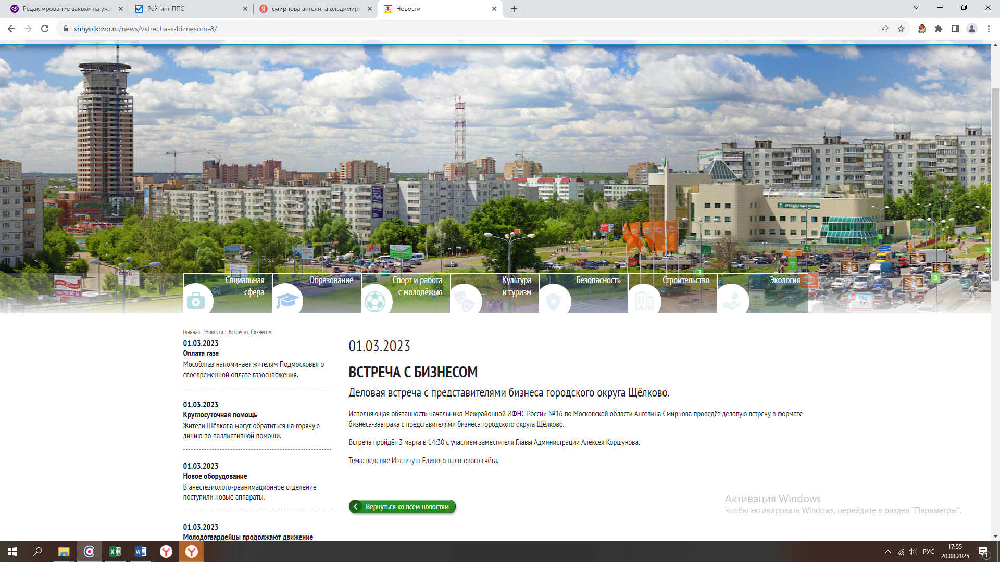 Редактирование заявки на уча
Рейтинг ППС
смирнова ангелина владимиро
Новости
shhyolkovo.ru/news/vstrecha-s-biznesom-8/
КРЕДИТЫ НАСЕЛЕНИЮ
Социальная
сфера
Образование
Спорт и работа
с молодёжью
Культура
и туризм
Безопасность
Строительство
Экология
Главная :: Новости :: Встреча с бизнесом
01.03.2023
Оплата газа
Мособлгаз напоминает жителям Подмосковья о
своевременной оплате газоснабжения.
01.03.2023
Круглосуточная помощь
Жители Щёлкова могут обратиться на горячую
линию по паллиативной помощи.
01.03.2023
Новое оборудование
В анестезиолого-реанимационное отделение
поступили новые аппараты.
01.03.2023
Молодогвардейцы продолжают движение
01.03.2023
ВСТРЕЧА С БИЗНЕСОМ
Деловая встреча с представителями бизнеса городского округа Щёлково.
Исполняющая обязанности начальника Межрайонной ИФНС России №16 по Московской области Ангелина Смирнова проведёт деловую встречу в формате
бизнеса-завтрака с представителями бизнеса городского округа Щёлково.
Встреча пройдёт 3 марта в 14:30 с участием заместителя Главы Администрации Алексея Коршунова.
Тема: ведение Института Единого налогового счёта.
Вернуться ко всем новостям
Активация Windows
Чтобы активировать Windows, перейдите в раздел "Параметры".
РУС
17:55
20.08.2025
1